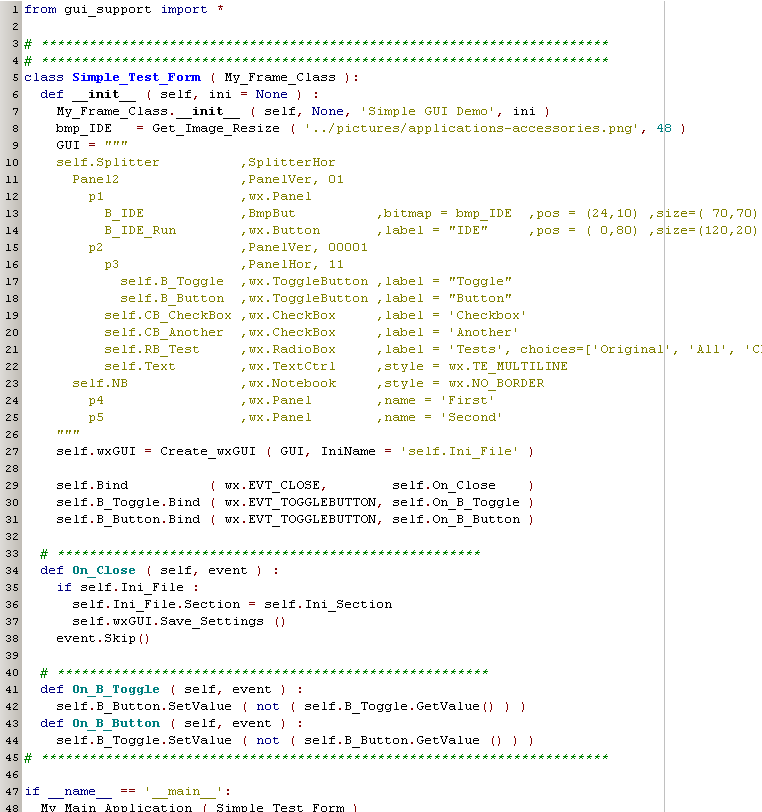 1 from gui_support import *
2
3 # ***********************************************************************
4 # ***********************************************************************
5 class Simple_Test_Form ( My_Frame_Class ):
6   def __init__ ( self, ini = None ) :
7     My_Frame_Class.__init__ ( self, None, 'Simple GUI Demo', ini )
8     bmp_IDE   = Get_Image_Resize ( '../pictures/applications-accessories.png', 48 )
9     GUI = """
10     self.Splitter          ,SplitterHor
11       Panel2               ,PanelVer, 01
12         p1                 ,wx.Panel
13           B_IDE            ,BmpBut          ,bitmap = bmp_IDE  ,pos = (24,10) ,size=( 70,70)
14           B_IDE_Run        ,wx.Button       ,label = "IDE"     ,pos = ( 0,80) ,size=(120,20)
15         p2                 ,PanelVer, 00001
16           p3               ,PanelHor, 11
17             self.B_Toggle  ,wx.ToggleButton ,label = "Toggle"
18             self.B_Button  ,wx.ToggleButton ,label = "Button"
19           self.CB_CheckBox ,wx.CheckBox     ,label = 'Checkbox'
20           self.CB_Another  ,wx.CheckBox     ,label = 'Another'
21           self.RB_Test     ,wx.RadioBox     ,label = 'Tests', choices=['Original', 'All', 'C
22           self.Text        ,wx.TextCtrl     ,style = wx.TE_MULTILINE
23       self.NB              ,wx.Notebook     ,style = wx.NO_BORDER
24         p4                 ,wx.Panel        ,name = 'First'
25         p5                 ,wx.Panel        ,name = 'Second'
26     """
27     self.wxGUI = Create_wxGUI ( GUI, IniName = 'self.Ini_File' )
28
29     self.Bind          ( wx.EVT_CLOSE,        self.On_Close    )
30     self.B_Toggle.Bind ( wx.EVT_TOGGLEBUTTON, self.On_B_Toggle )
31     self.B_Button.Bind ( wx.EVT_TOGGLEBUTTON, self.On_B_Button )
32
33   # *****************************************************
34   def On_Close ( self, event ) :
35     if self.Ini_File :
36       self.Ini_File.Section = self.Ini_Section
37       self.wxGUI.Save_Settings ()
38     event.Skip()
39
40   # ******************************************************
41   def On_B_Toggle ( self, event ) :
42     self.B_Button.SetValue ( not ( self.B_Toggle.GetValue() ) )
43   def On_B_Button ( self, event ) :
44     self.B_Toggle.SetValue ( not ( self.B_Button.GetValue () ) )
45 # ***********************************************************************
46
47 if __name__ == '__main__':
48   My_Main_Application ( Simple_Test_Form )